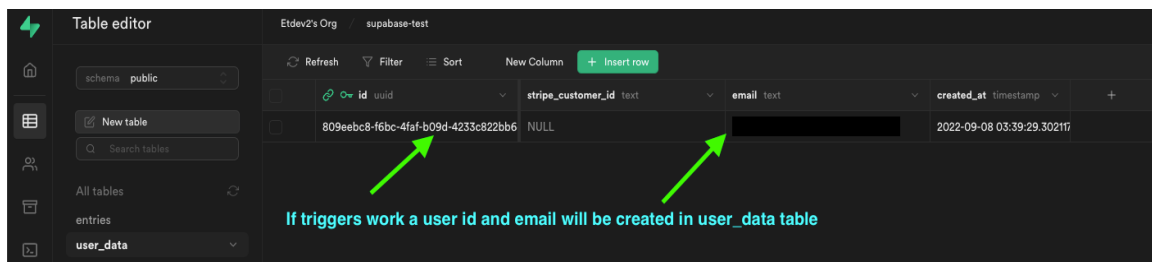 Table editor
Etdev2's Org / supabase-test
Refresh Filter Sort New Column + Insert row
schema public
id uuid stripe_customer_id text email text created_at timestamp +
New table
809eebc8-f6bc-4faf-b09d-4233c822bb6 NULL 2022-09-08 03:39:29.302117
Search tables
All tables
If triggers work a user id and email will be created in user_data table
entries
user_data